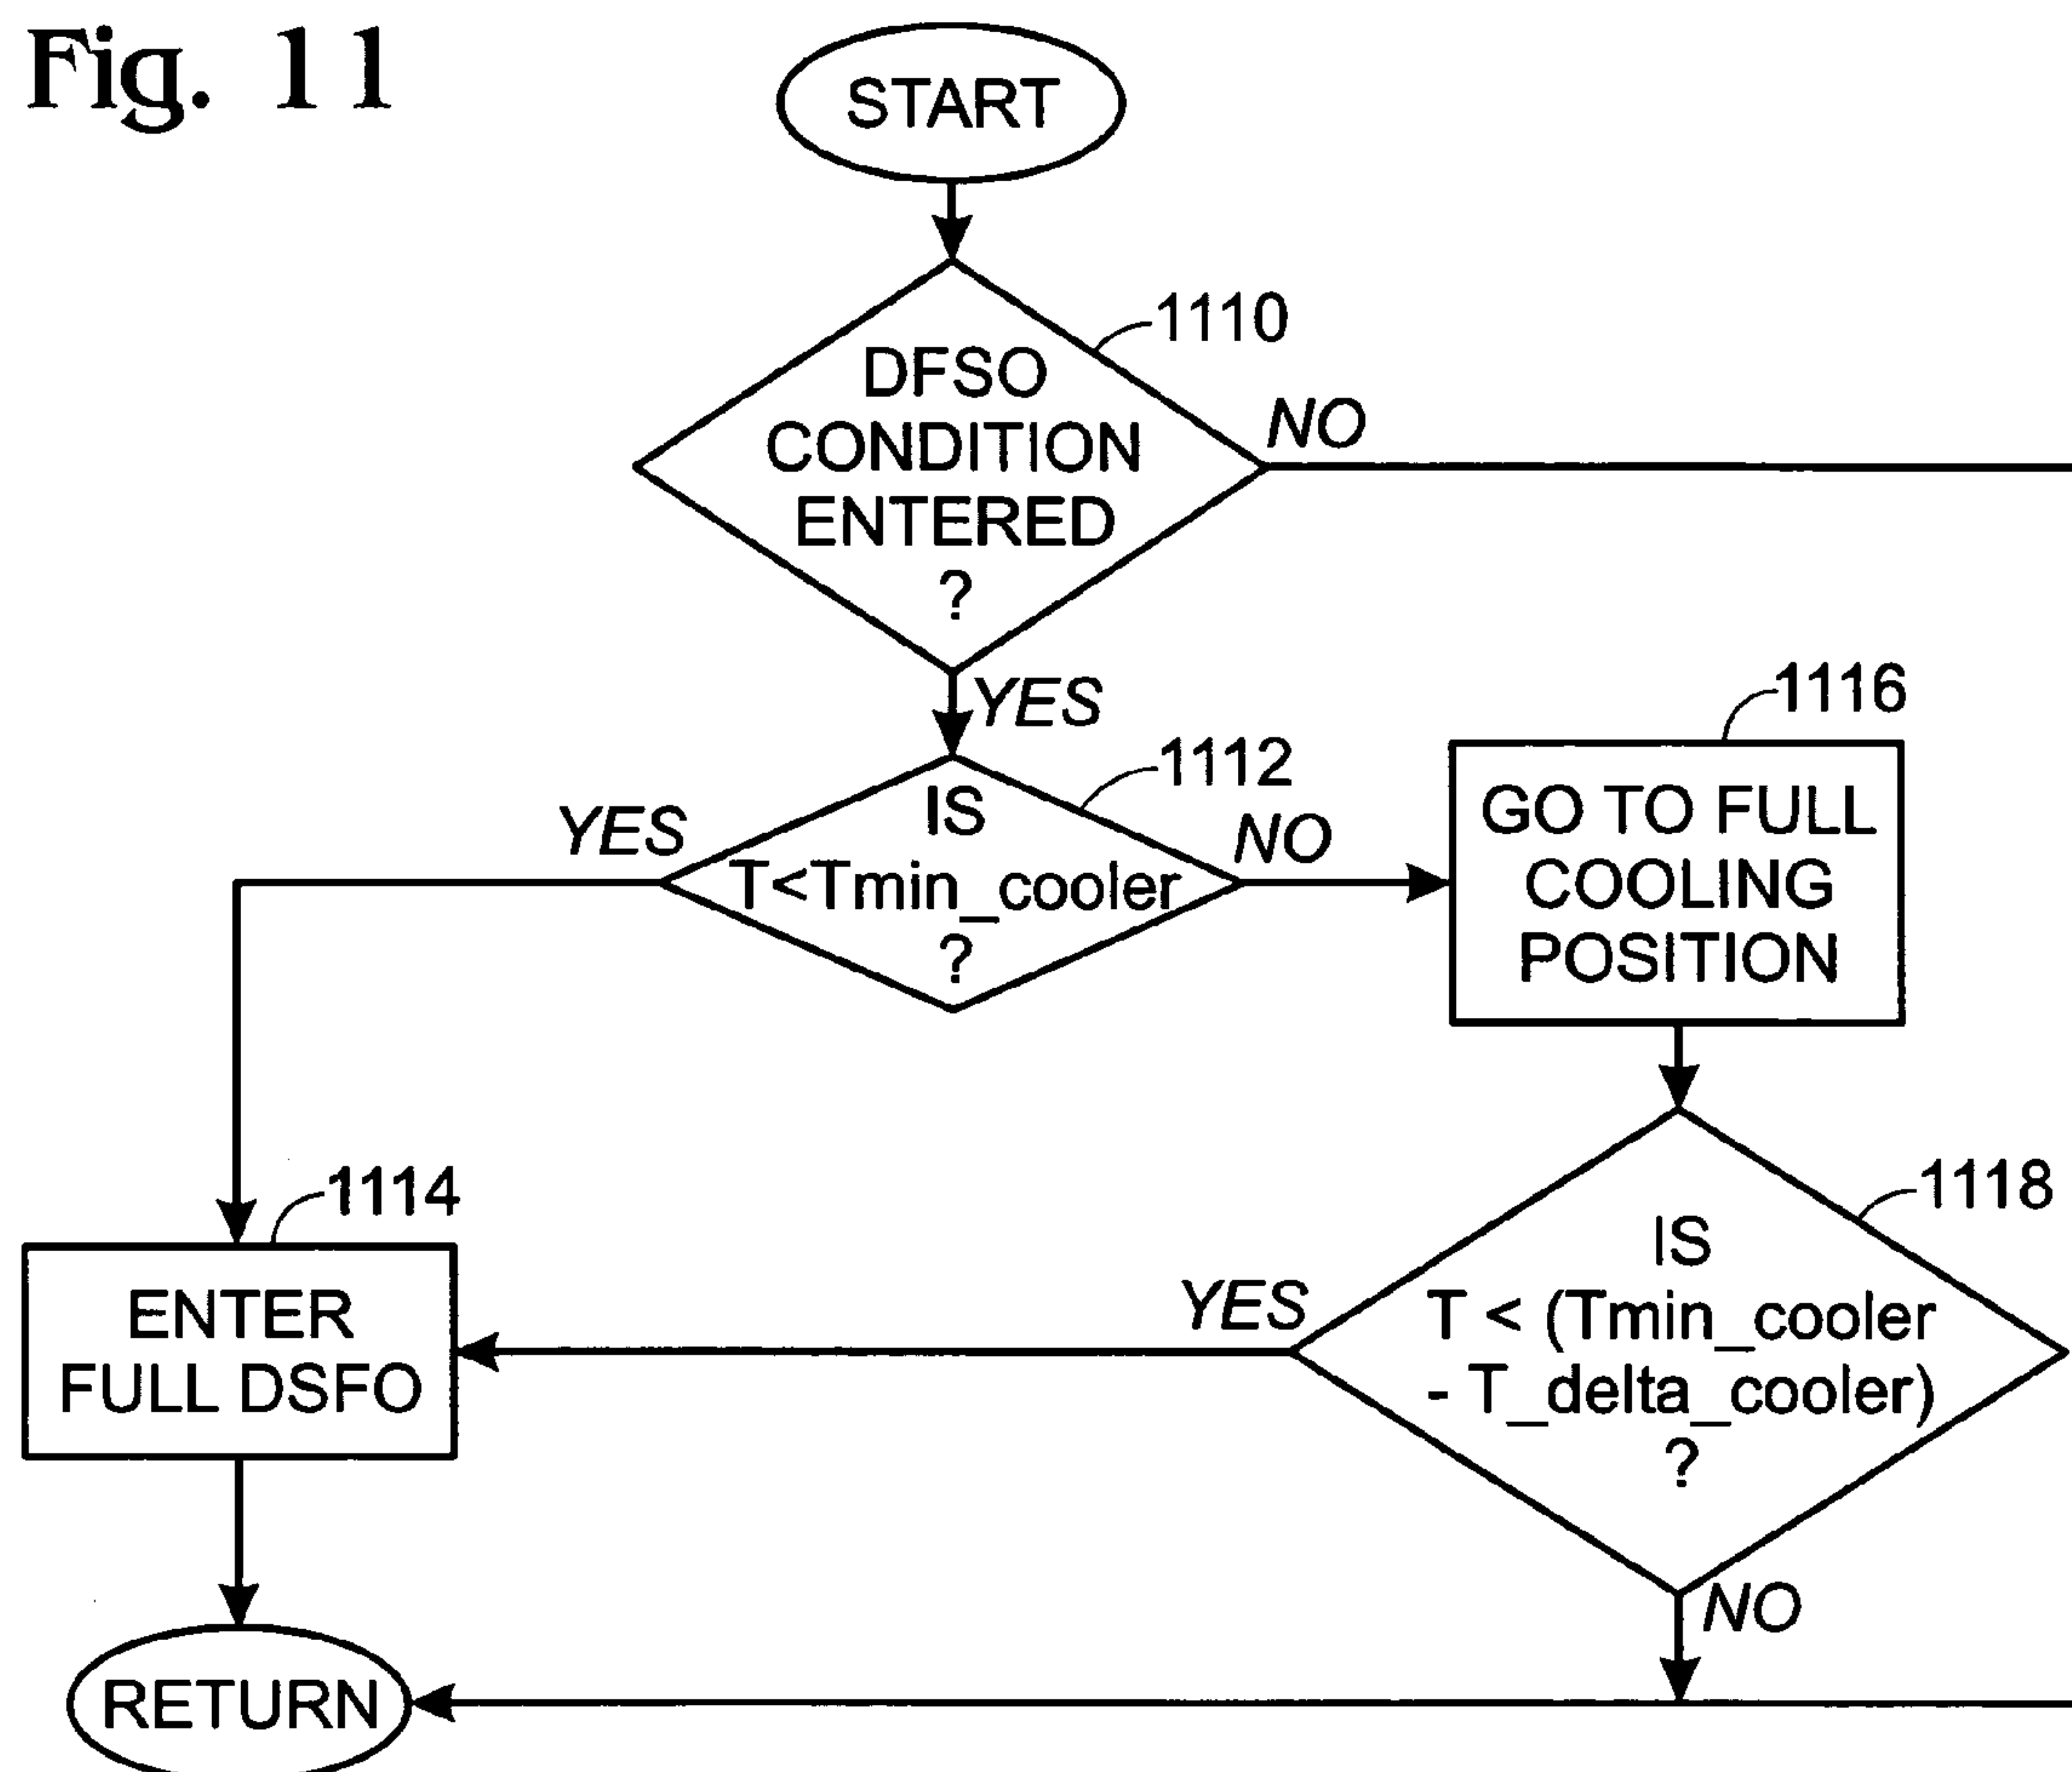 Fig. 11
START
1110
DFSO
CONDITION
ENTERED
?
NO
YES
1112
IS
T<Tmin_cooler
?
YES
NO
1116
GO TO FULL
COOLING
POSITION
1114
ENTER
FULL DSFO
1118
IS
T < (Tmin_cooler
- T_delta_cooler)
?
YES
NO
RETURN